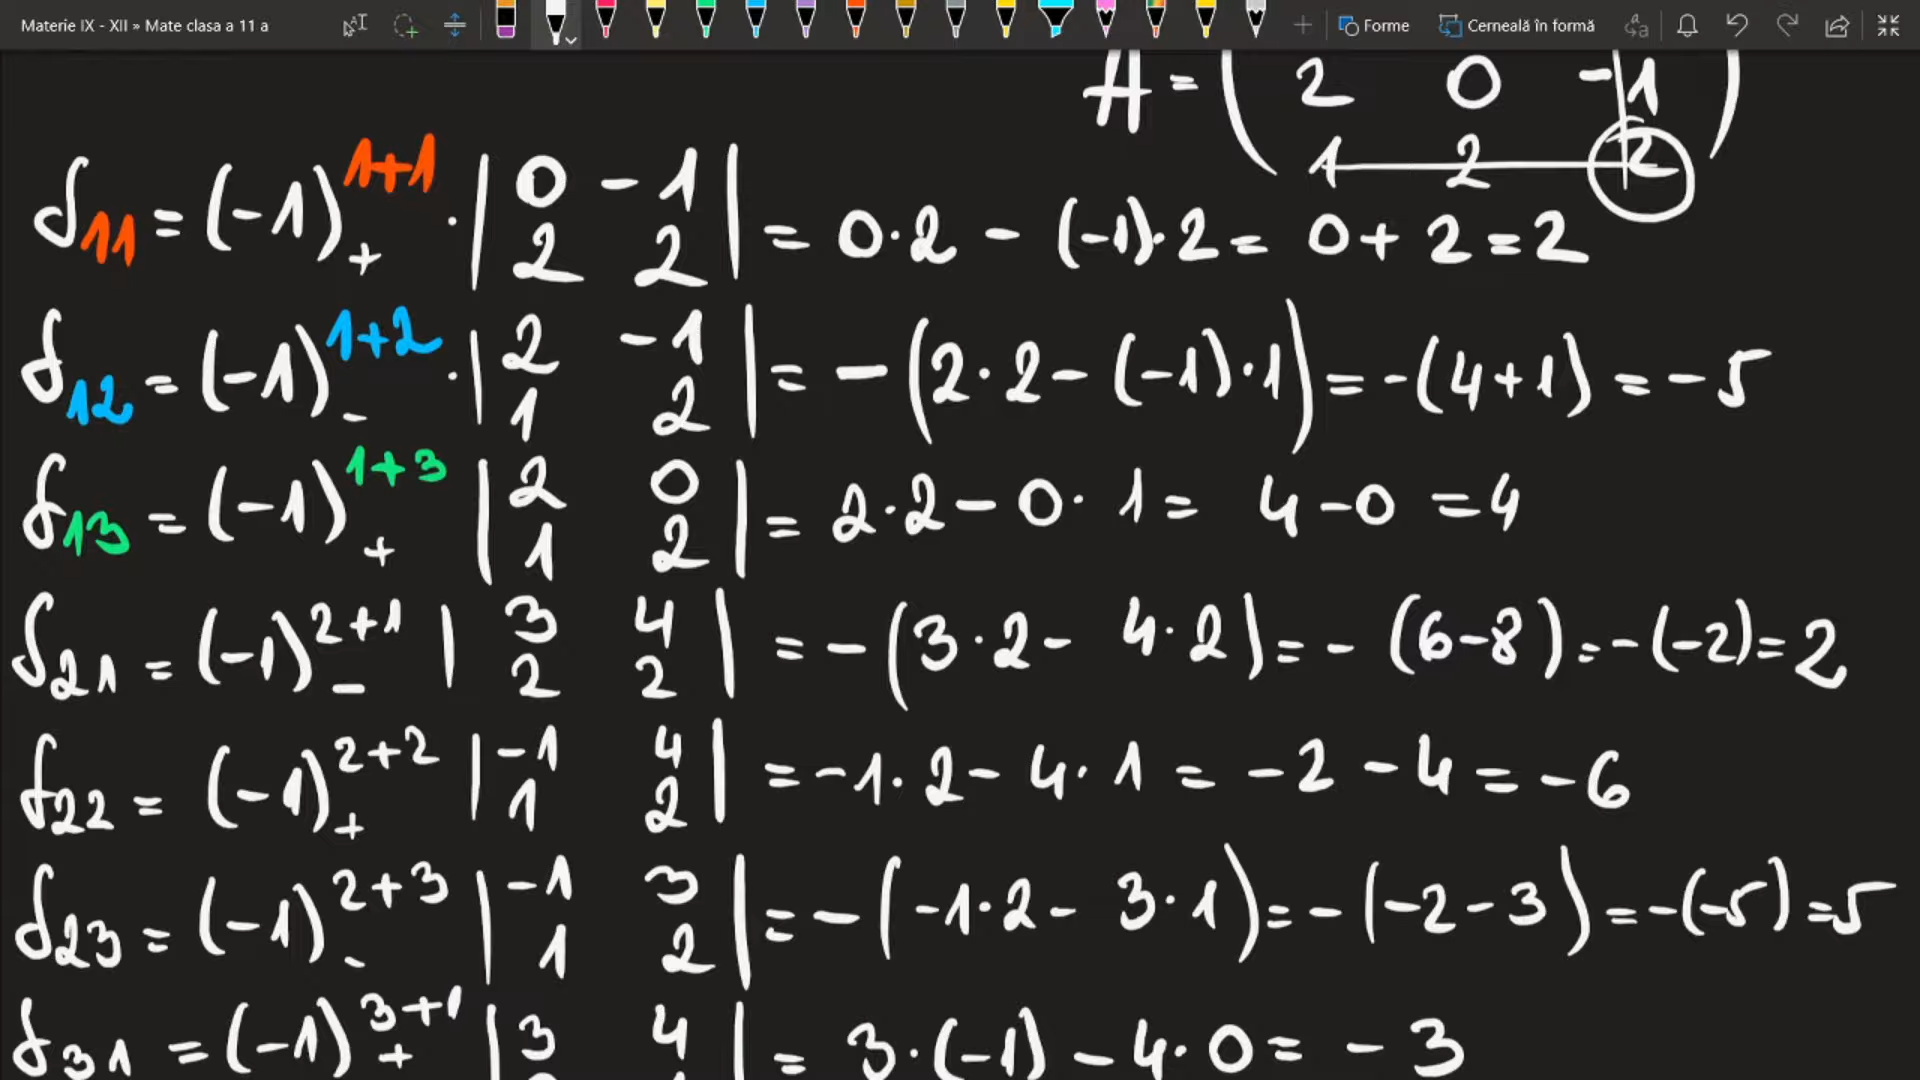 Materie IX - XII » Mate clasa a 11 a
Forme
Cerneală în formă
A = ( 2 0 -1
1 2 2 )
δ11 = (-1)^1+1 + · | 0 -1 | = 0·2 - (-1)·2 = 0 + 2 = 2
2 2
δ12 = (-1)^1+2 - · | 2 -1 | = - (2·2 - (-1)·1) = -(4+1) = -5
1 2
δ13 = (-1)^1+3 + | 2 0 | = 2·2 - 0·1 = 4 - 0 = 4
1 2
δ21 = (-1)^2+1 - | 3 4 | = - (3·2 - 4·2) = - (6-8) = -(-2) = 2
2 2
δ22 = (-1)^2+2 + | -1 4 | = -1·2 - 4·1 = -2 - 4 = -6
1 2
δ23 = (-1)^2+3 - | -1 3 | = - (-1·2 - 3·1) = - (-2-3) = -(-5) = 5
1 2
δ31 = (-1)^3+1 + | 3 4 | = 3·(-1) - 4·0 = -3